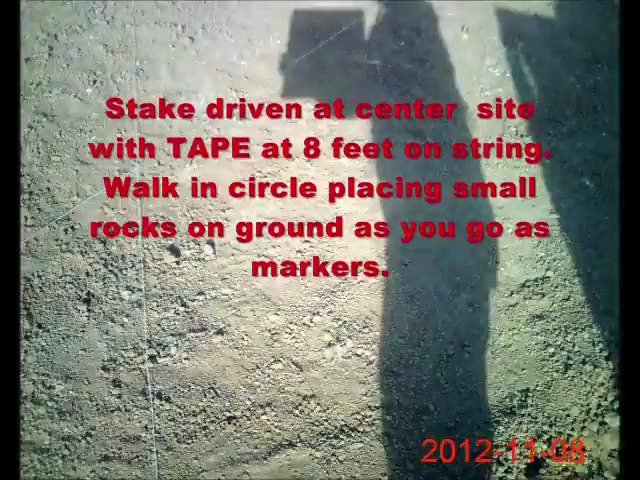 Stake driven at center site
with TAPE at 8 feet on string.
Walk in circle placing small
rocks on ground as you go as
markers.
2012-11-08